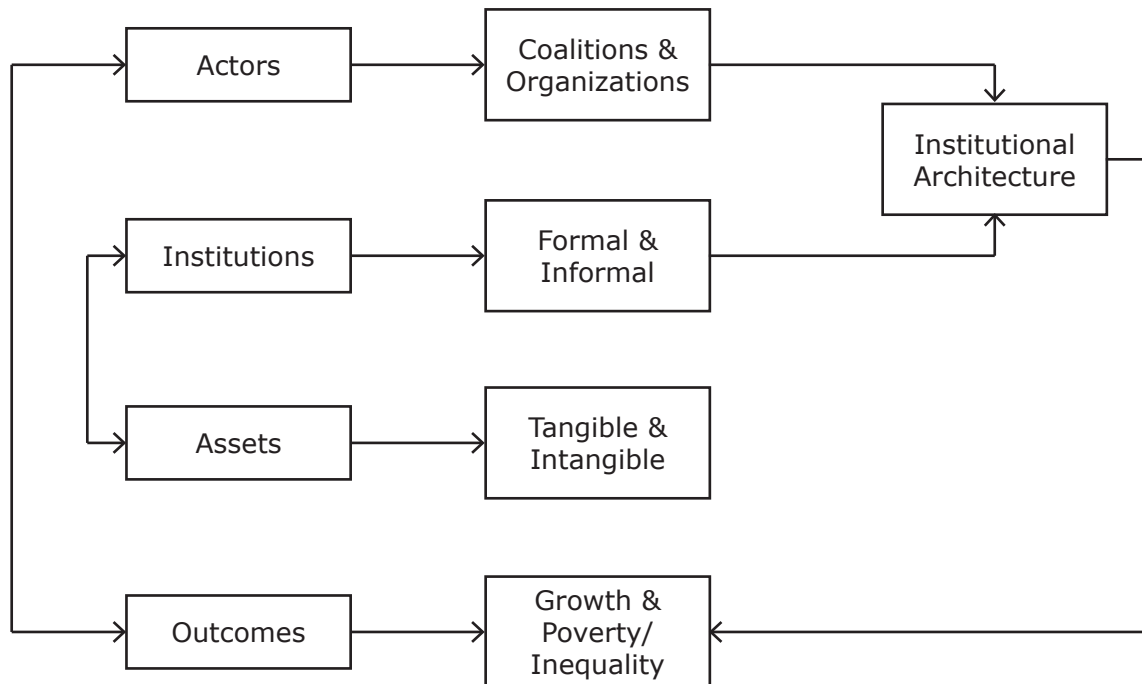 Actors
Coalitions &
Organizations
Institutional
Architecture
Institutions
Formal &
Informal
Assets
Tangible &
Intangible
Outcomes
Growth &
Poverty/
Inequality